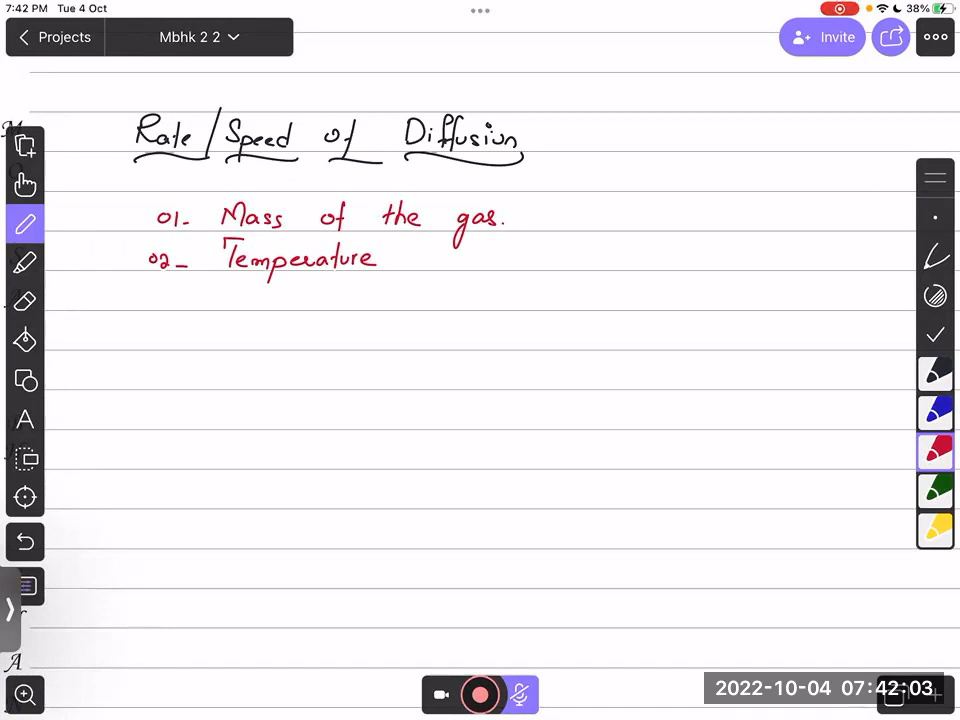 7:42 PM Tue 4 Oct
38%
Projects
Mbhk 2 2
Invite
Rate/Speed of Diffusion
01- Mass of the gas.
02- Temperature
A
A
2022-10-04 07:42:03